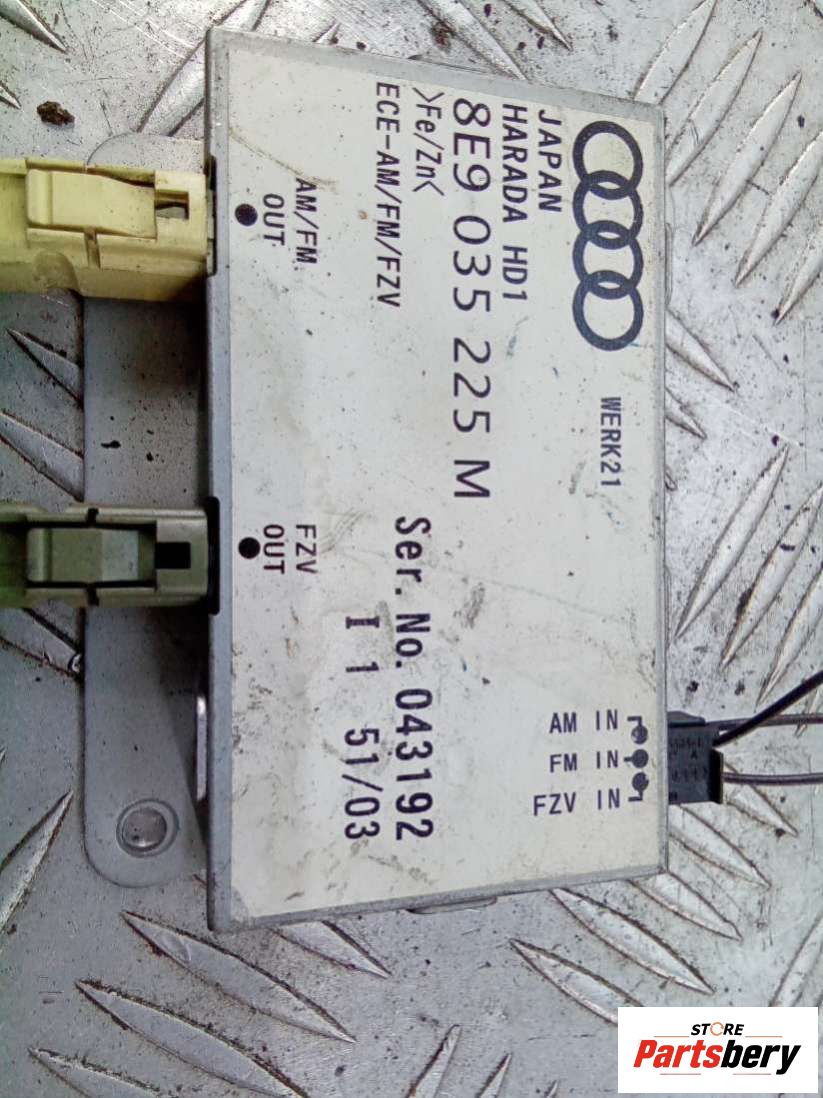 WERK21
JAPAN
HARADA HD1
8E9 035 225 M
>Fe/Zn<
ECE-AM/FM/FZV
Ser. No. 043192
I 1 51/03
AM/FM
OUT
FZV
OUT
AM IN
FM IN
FZV IN
STORE
Partsbery